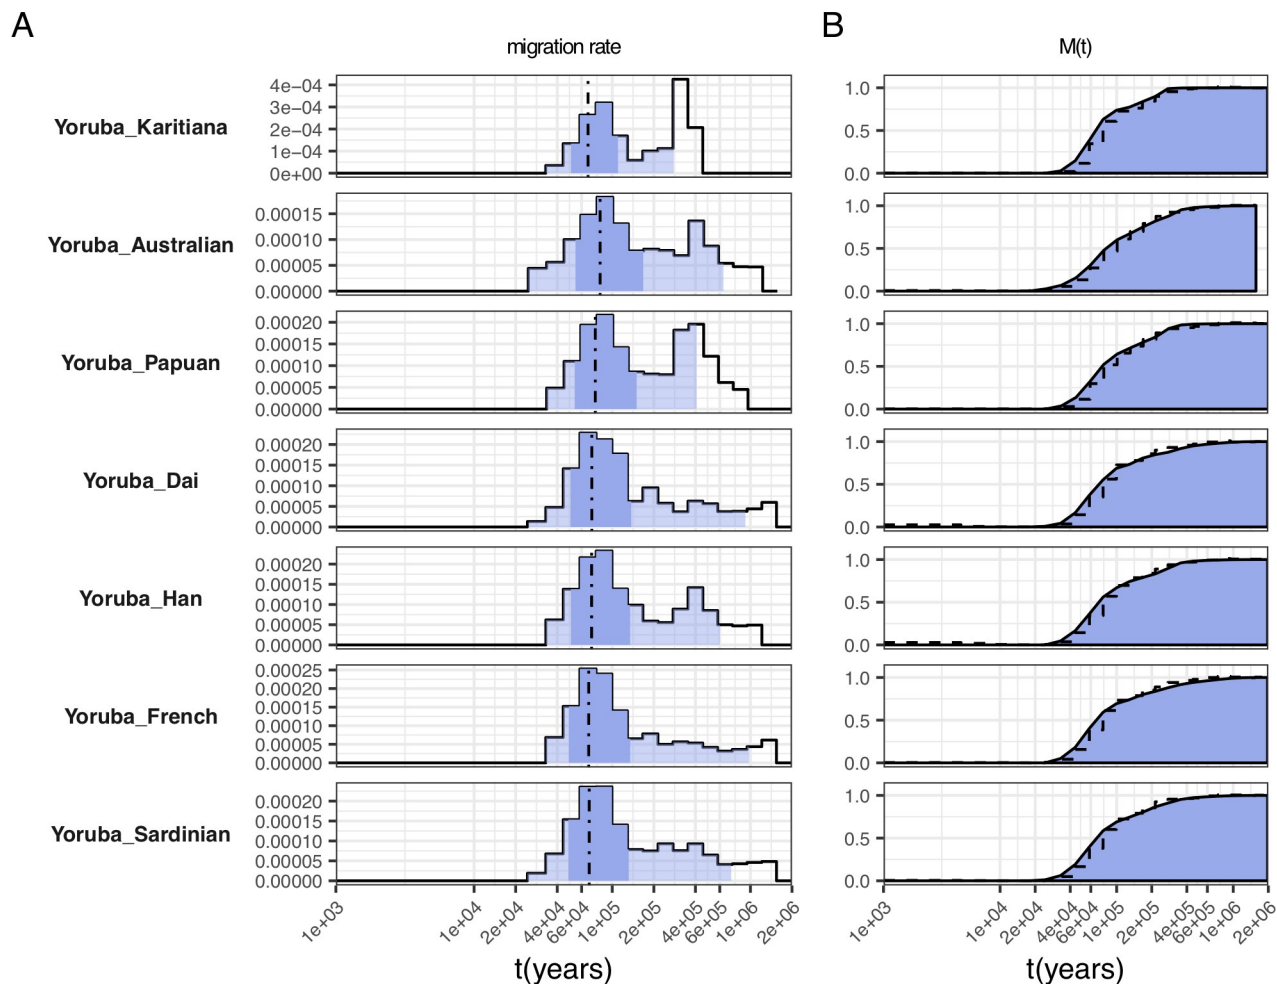 A
B
migration rate
M(t)
Yoruba_Karitiana
4e−04
3e−04
2e−04
1e−04
0e+00
1.0
0.5
0.0
Yoruba_Australian
0.00015
0.00010
0.00005
0.00000
1.0
0.5
0.0
Yoruba_Papuan
0.00020
0.00015
0.00010
0.00005
0.00000
1.0
0.5
0.0
Yoruba_Dai
0.00020
0.00015
0.00010
0.00005
0.00000
1.0
0.5
0.0
Yoruba_Han
0.00020
0.00015
0.00010
0.00005
0.00000
1.0
0.5
0.0
Yoruba_French
0.00025
0.00020
0.00015
0.00010
0.00005
0.00000
1.0
0.5
0.0
Yoruba_Sardinian
0.00020
0.00015
0.00010
0.00005
0.00000
1.0
0.5
0.0
1e+03 1e+04 2e+04 4e+04 6e+04 1e+05 2e+05 4e+05 6e+05 1e+06 2e+06
1e+03 1e+04 2e+04 4e+04 6e+04 1e+05 2e+05 4e+05 6e+05 1e+06 2e+06
t(years)
t(years)